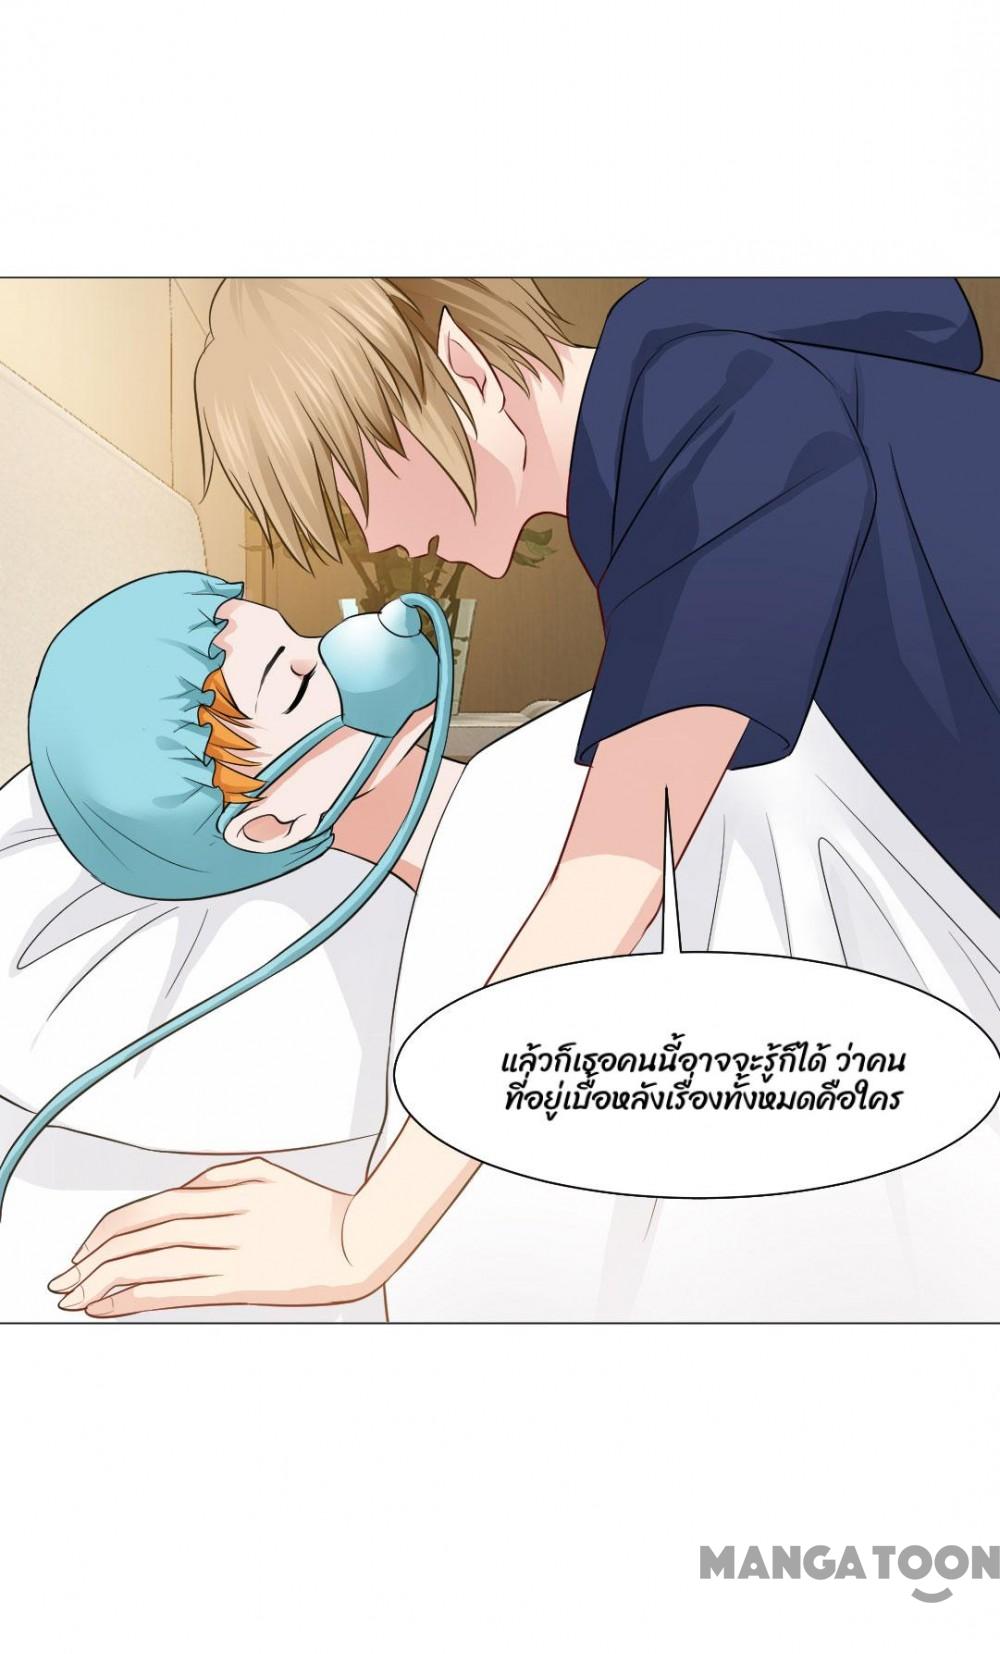 แล้วก็เธอคนนี้อาจจะรู้ก็ได้ ว่าคน
ที่อยู่เบื้อหลังเรื่องทั้งหมดคือใคร
MANGATOON